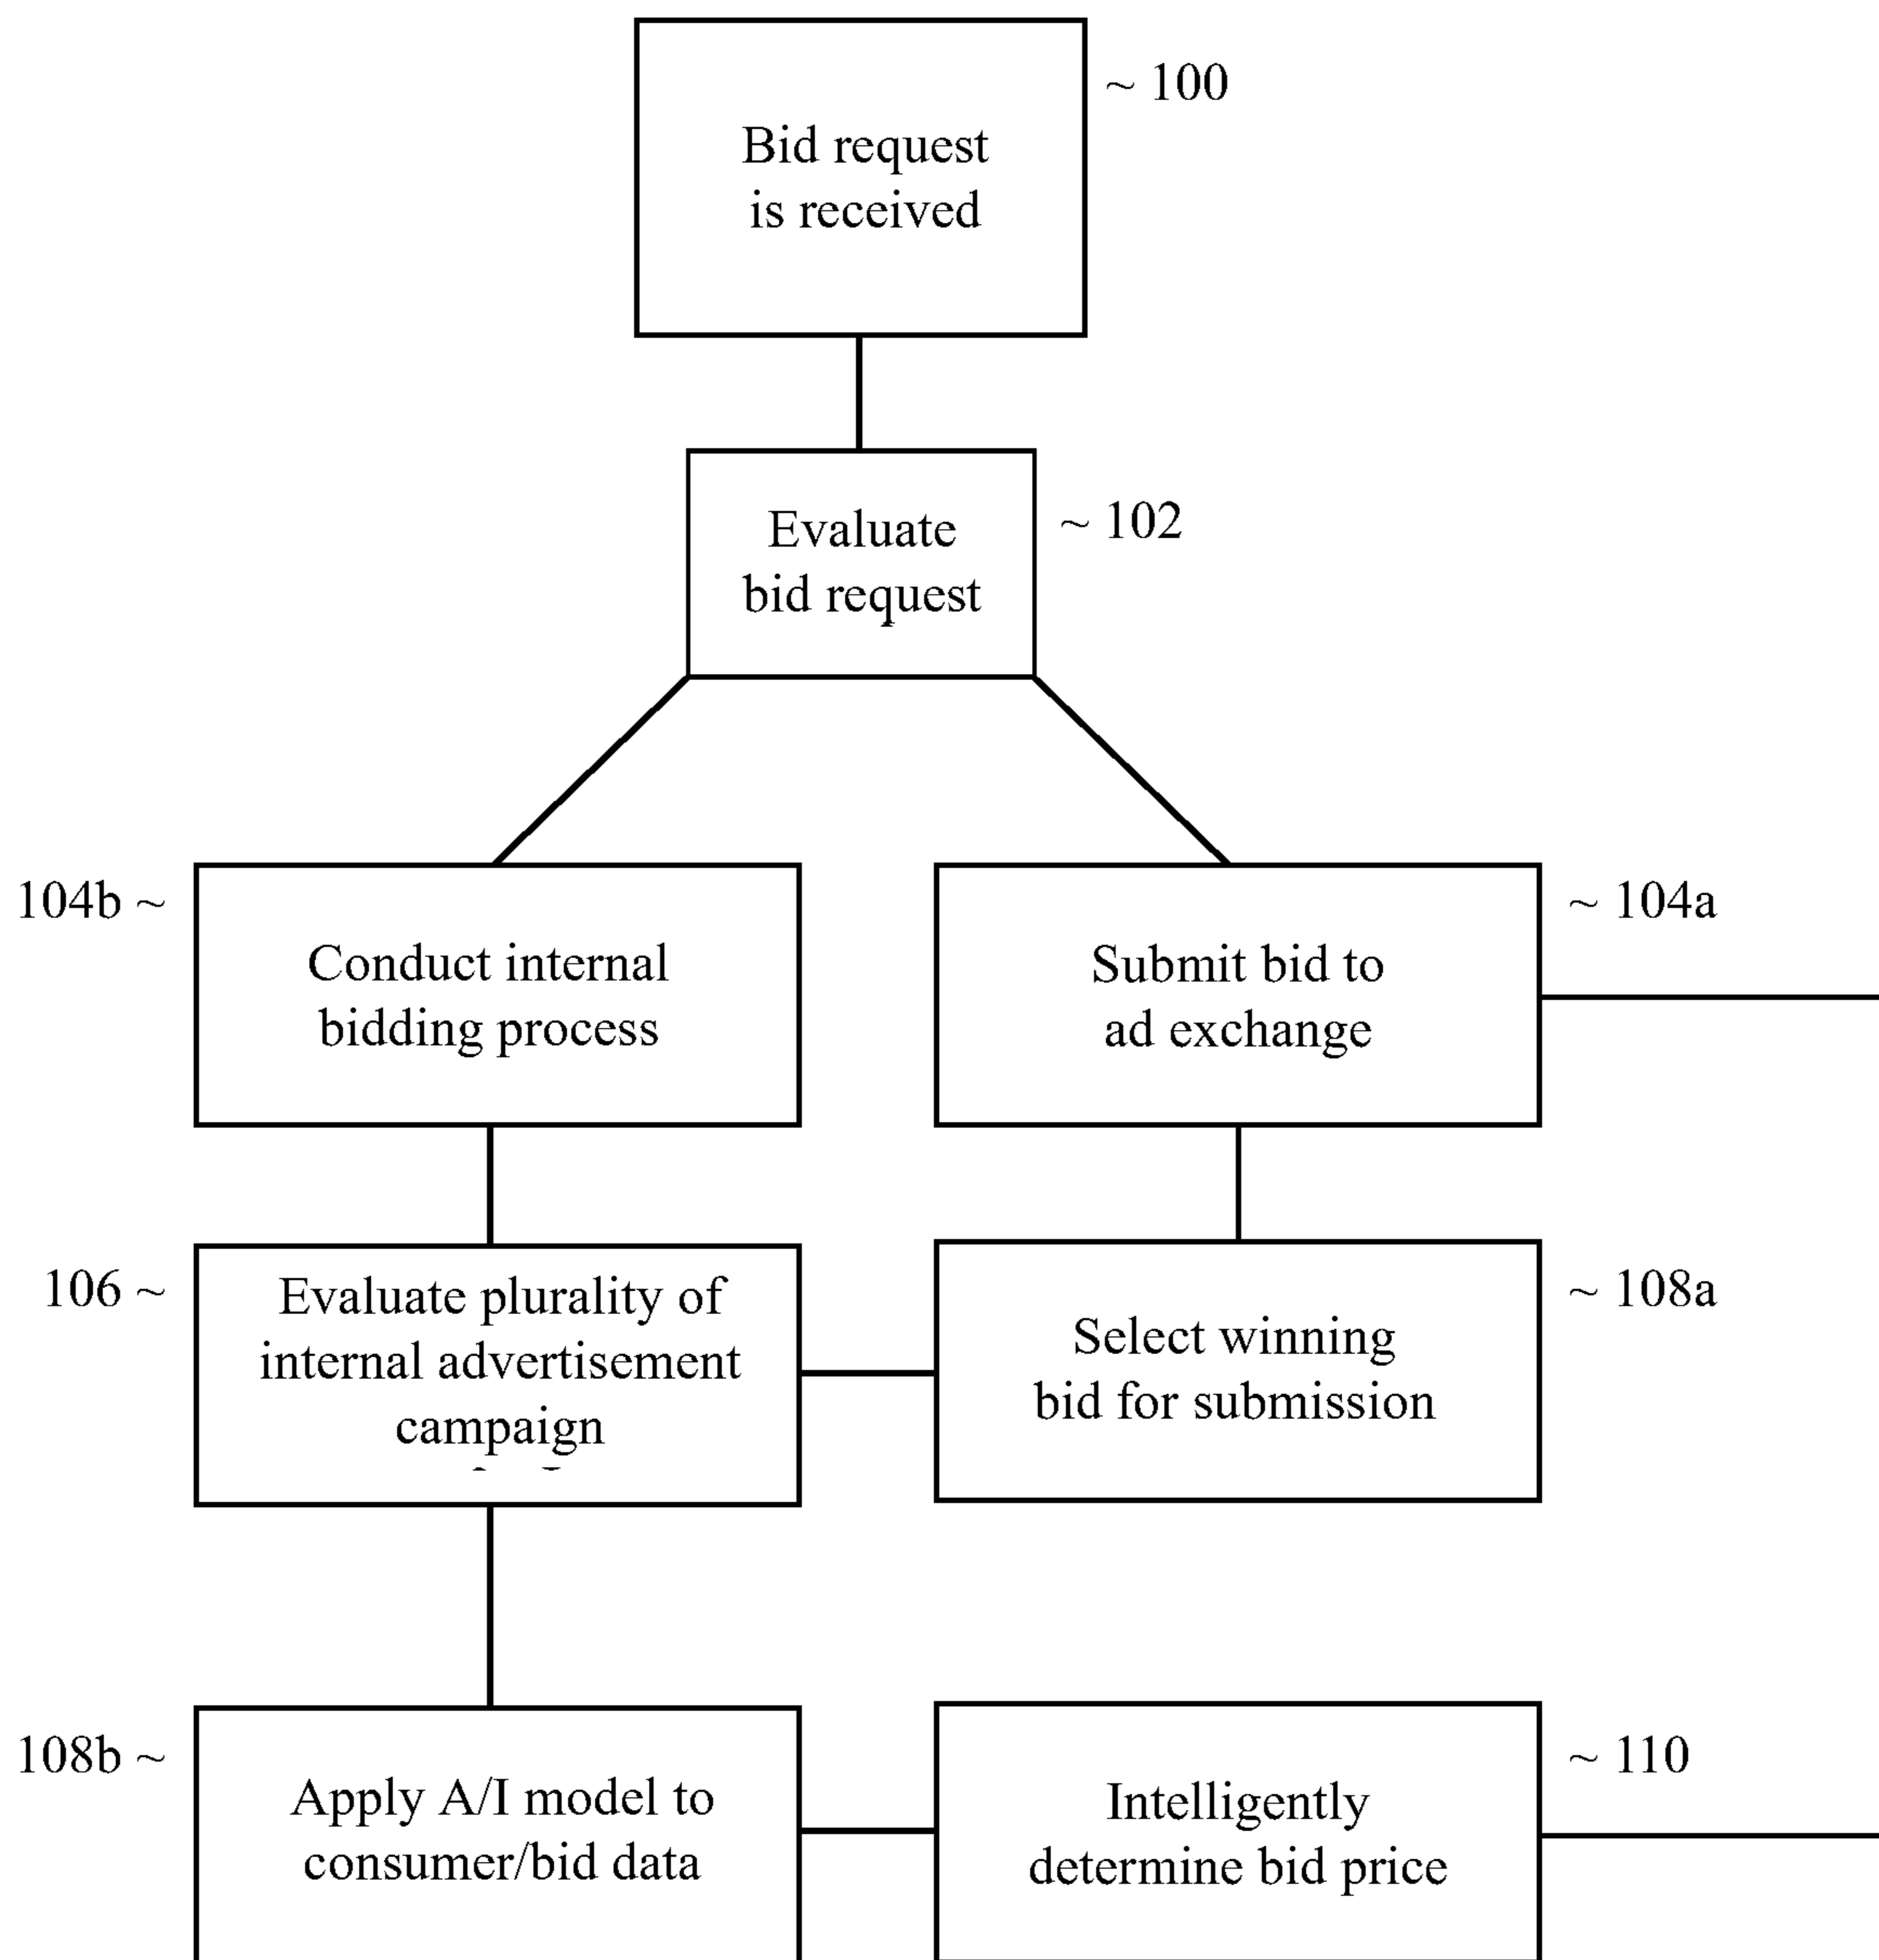 Bid request
is received
~ 100
Evaluate
bid request
~ 102
104b ~
Conduct internal
bidding process
Submit bid to
ad exchange
~ 104a
106 ~
Evaluate plurality of
internal advertisement
campaign
Select winning
bid for submission
~ 108a
108b ~
Apply A/I model to
consumer/bid data
Intelligently
determine bid price
~ 110